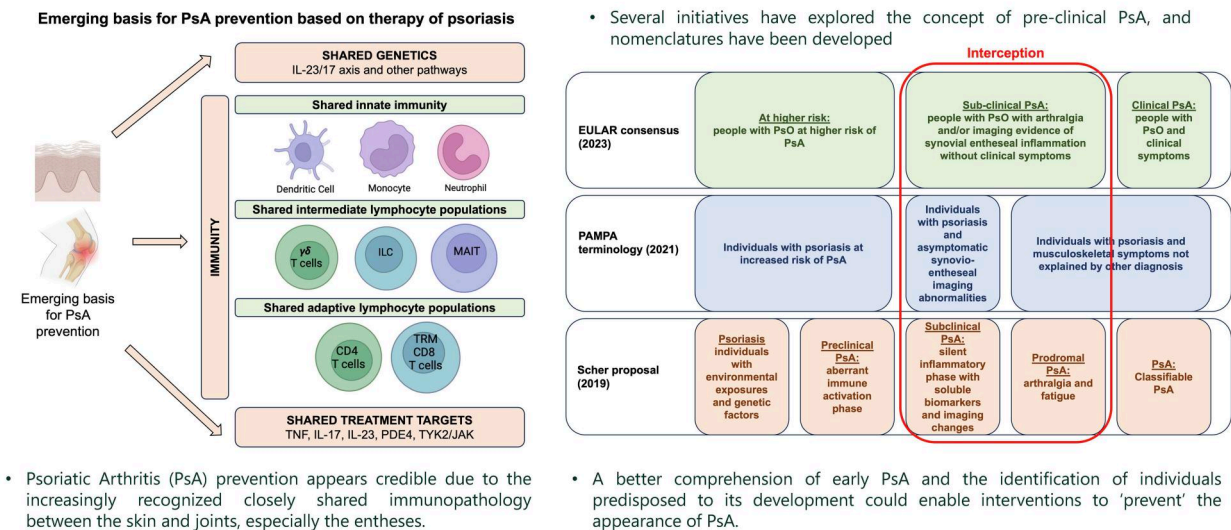 Emerging basis for PsA prevention based on therapy of psoriasis
SHARED GENETICS
IL-23/17 axis and other pathways
IMMUNITY
Shared innate immunity
Dendritic Cell
Monocyte
Neutrophil
Shared intermediate lymphocyte populations
γδ
T cells
ILC
MAIT
Shared adaptive lymphocyte populations
CD4
T cells
TRM
CD8
T cells
Emerging basis
for PsA
prevention
SHARED TREATMENT TARGETS
TNF, IL-17, IL-23, PDE4, TYK2/JAK
• Psoriatic Arthritis (PsA) prevention appears credible due to the
increasingly recognized closely shared immunopathology
between the skin and joints, especially the entheses.
• Several initiatives have explored the concept of pre-clinical PsA, and
nomenclatures have been developed
Interception
EULAR consensus
(2023)
At higher risk:
people with PsO at higher risk of
PsA
Sub-clinical PsA:
people with PsO with arthralgia
and/or imaging evidence of
synovial entheseal inflammation
without clinical symptoms
Clinical PsA:
people with
PsO and
clinical
symptoms
PAMPA
terminology (2021)
Individuals with psoriasis at
increased risk of PsA
Individuals
with psoriasis
and
asymptomatic
synovio-
entheseal
imaging
abnormalities
Individuals with psoriasis and
musculoskeletal symptoms not
explained by other diagnosis
Scher proposal
(2019)
Psoriasis
individuals
with
environmental
exposures
and genetic
factors
Preclinical
PsA:
aberrant
immune
activation
phase
Subclinical
PsA:
silent
inflammatory
phase with
soluble
biomarkers
and imaging
changes
Prodromal
PsA:
arthralgia and
fatigue
PsA:
Classifiable
PsA
• A better comprehension of early PsA and the identification of individuals
predisposed to its development could enable interventions to ‘prevent’ the
appearance of PsA.